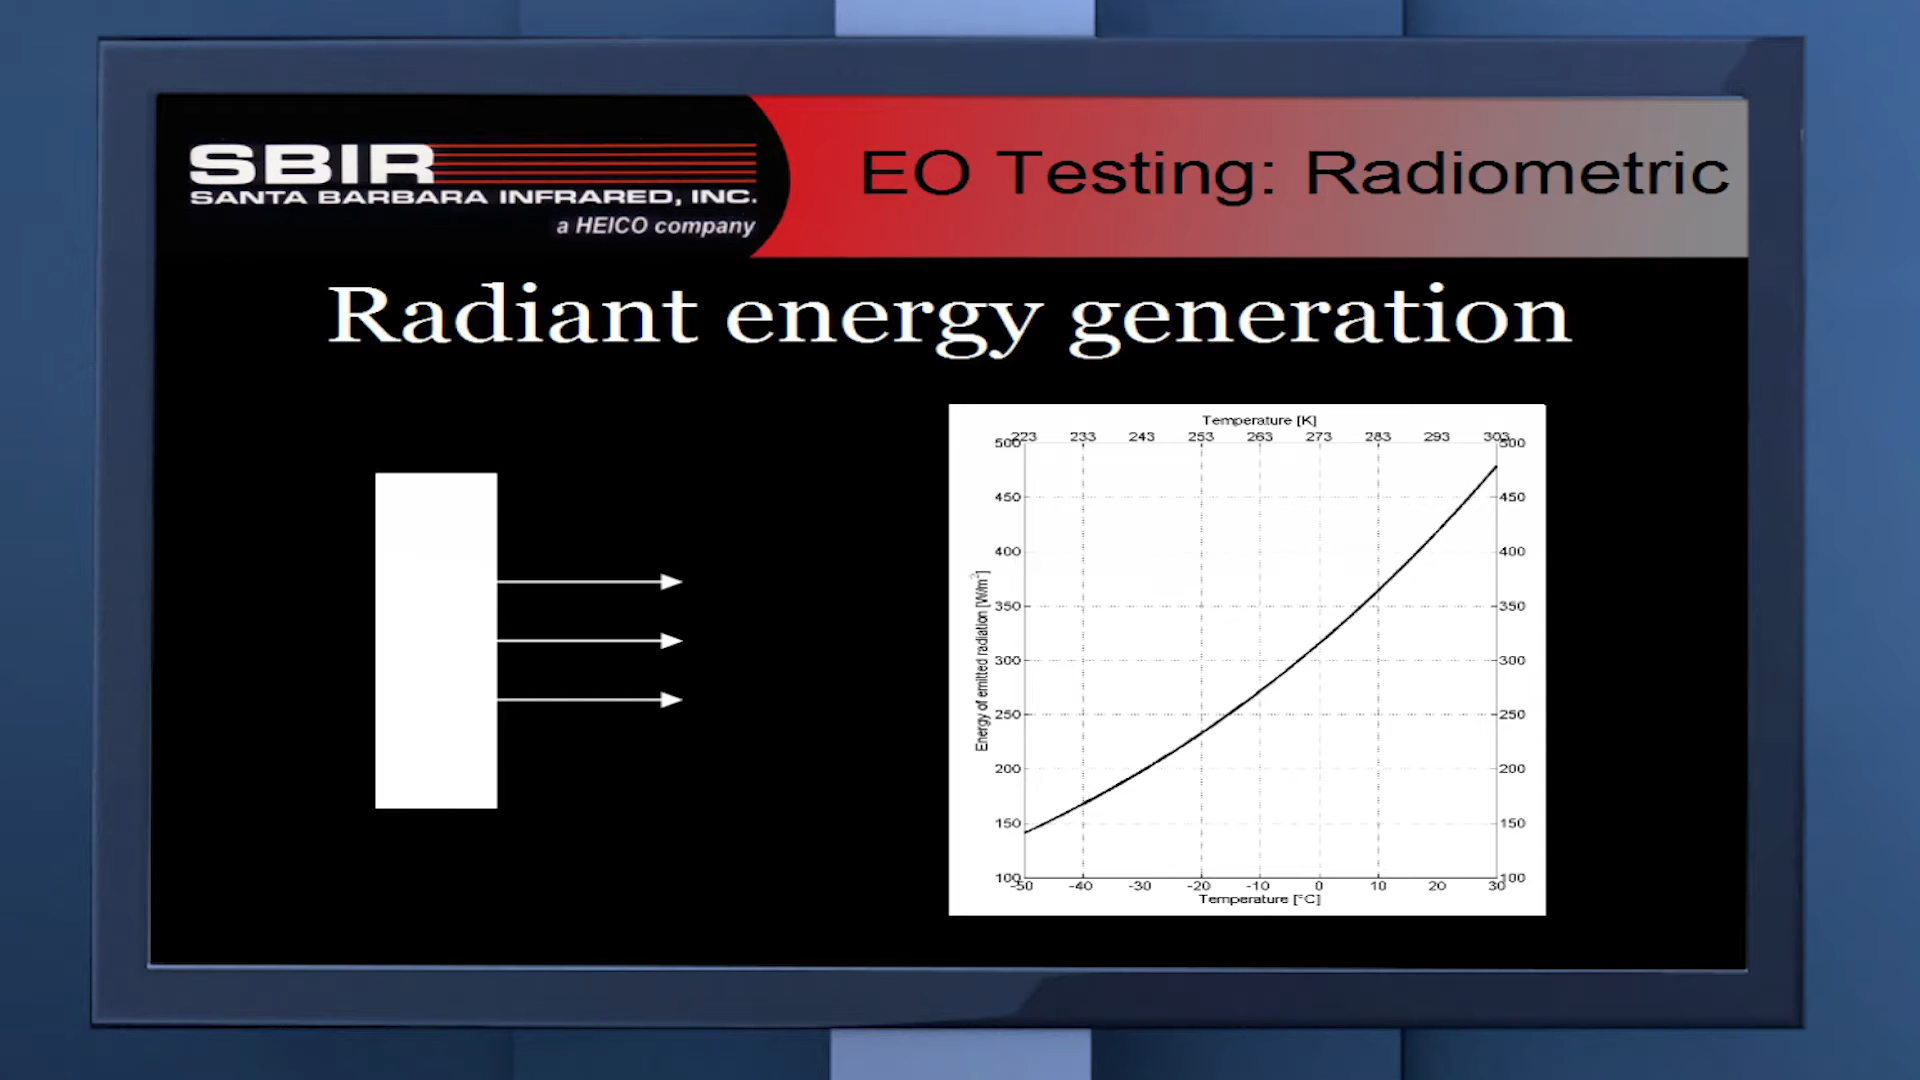 SBIR
SANTA BARBARA INFRARED, INC.
a HEICO company
EO Testing: Radiometric
Radiant energy generation
Temperature [K]
223 233 243 253 263 273 283 293 303
500 500
450 450
400 400
350 350
300 300
250 250
200 200
150 150
100 100
Energy of emitted radiation [W/m²]
-50 -40 -30 -20 -10 0 10 20 30
Temperature [°C]